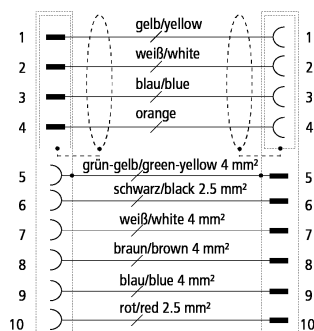 gelb/yellow
1 1
weiß/white
2 2
blau/blue
3 3
orange
4 4
grün-gelb/green-yellow 4 mm²
5 5
schwarz/black 2.5 mm²
6 6
weiß/white 4 mm²
7 7
braun/brown 4 mm²
8 8
blau/blue 4 mm²
9 9
rot/red 2.5 mm²
10 10